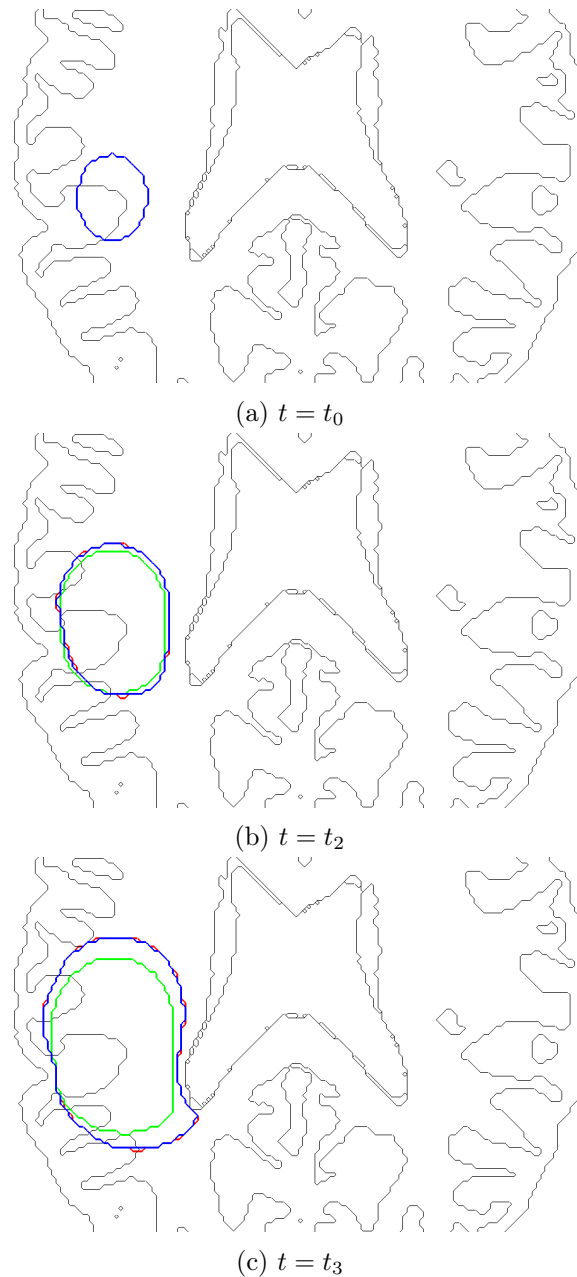 (a) t = t₀
(b) t = t₂
(c) t = t₃